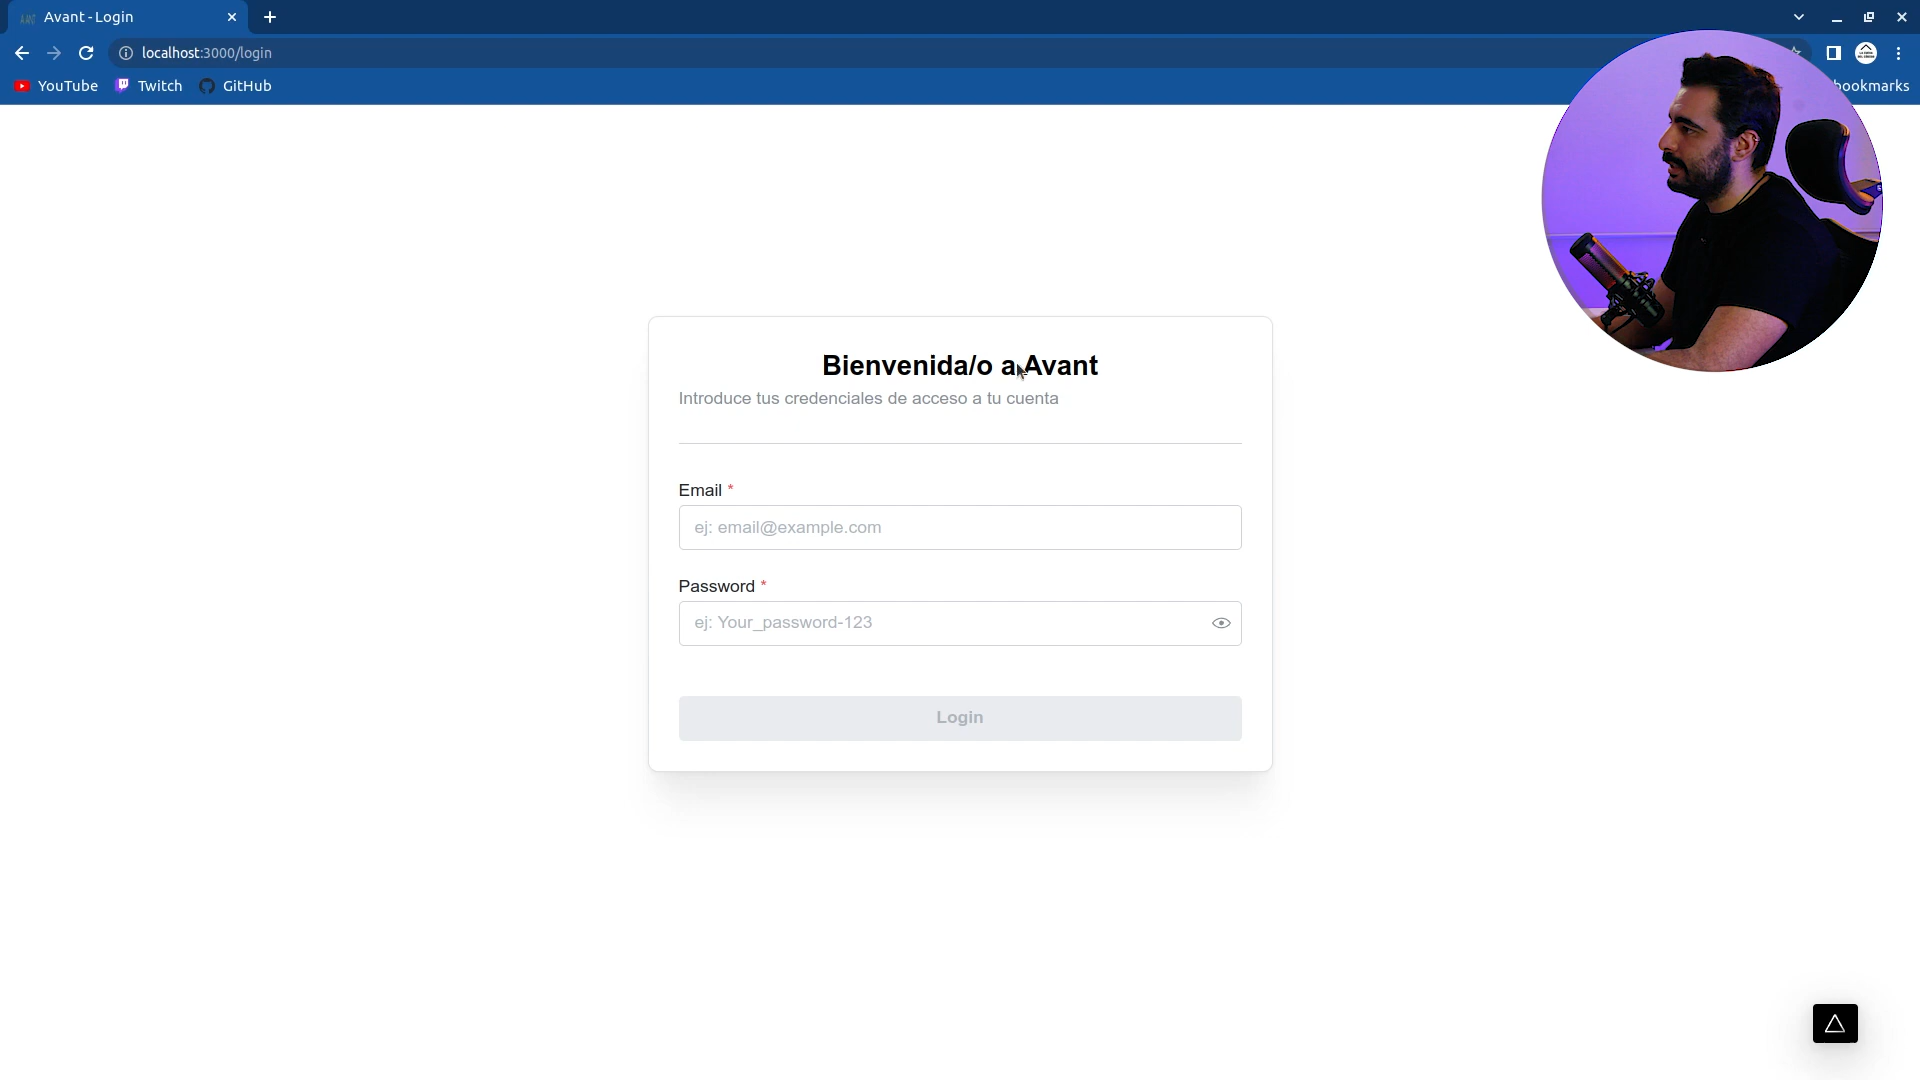 Avant - Login
localhost:3000/login
YouTube
Twitch
GitHub
bookmarks
Bienvenida/o a Avant
Introduce tus credenciales de acceso a tu cuenta
Email *
ej: email@example.com
Password *
ej: Your_password-123
Login